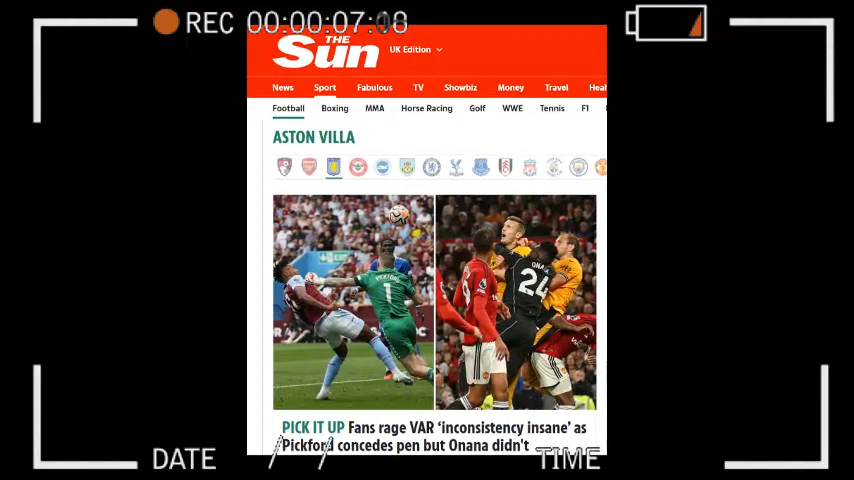 REC 00:00:07:08
THE
Sun
UK Edition
News Sport Fabulous TV Showbiz Money Travel
Football Boxing MMA Horse Racing Golf WWE Tennis F1
ASTON VILLA
PICKFORD
1
ONANA
24
PICK IT UP Fans rage VAR ‘inconsistency insane’ as
Pickford concedes pen but Onana didn't
DATE / / TIME